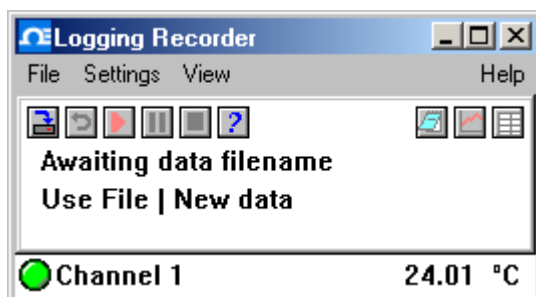 Logging Recorder
File Settings View Help
?
Awaiting data filename
Use File | New data
Channel 1 24.01 °C